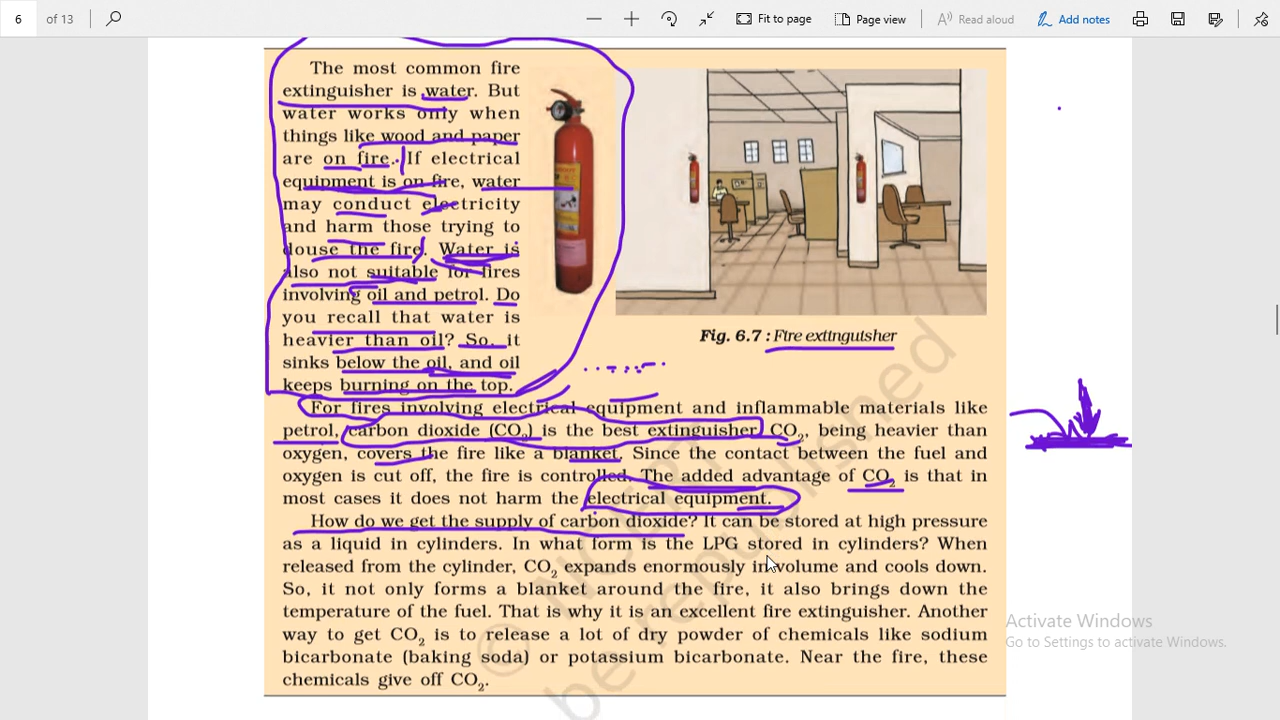 6 of 13 Fit to page Page view Read aloud Add notes
The most common fire
extinguisher is water. But
water works only when
things like wood and paper
are on fire. If electrical
equipment is on fire, water
may conduct electricity
and harm those trying to
douse the fire. Water is
also not suitable for fires
involving oil and petrol. Do
you recall that water is
heavier than oil? So, it
sinks below the oil, and oil
keeps burning on the top.
Fig. 6.7 : Fire extinguisher
For fires involving electrical equipment and inflammable materials like
petrol, carbon dioxide (CO₂) is the best extinguisher. CO₂, being heavier than
oxygen, covers the fire like a blanket. Since the contact between the fuel and
oxygen is cut off, the fire is controlled. The added advantage of CO₂ is that in
most cases it does not harm the electrical equipment.
How do we get the supply of carbon dioxide? It can be stored at high pressure
as a liquid in cylinders. In what form is the LPG stored in cylinders? When
released from the cylinder, CO₂ expands enormously in volume and cools down.
So, it not only forms a blanket around the fire, it also brings down the
temperature of the fuel. That is why it is an excellent fire extinguisher. Another
way to get CO₂ is to release a lot of dry powder of chemicals like sodium
bicarbonate (baking soda) or potassium bicarbonate. Near the fire, these
chemicals give off CO₂.
© NCERT
be republished
Activate Windows
Go to Settings to activate Windows.